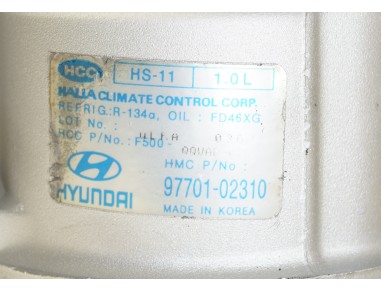 HCC HS-11 1.0L
HALLA CLIMATE CONTROL CORP.
REFRIG:R-134a, OIL : FD46XG
LOT No :
HCC P/No : F500-
HMC P/No :
HYUNDAI 97701-02310
MADE IN KOREA